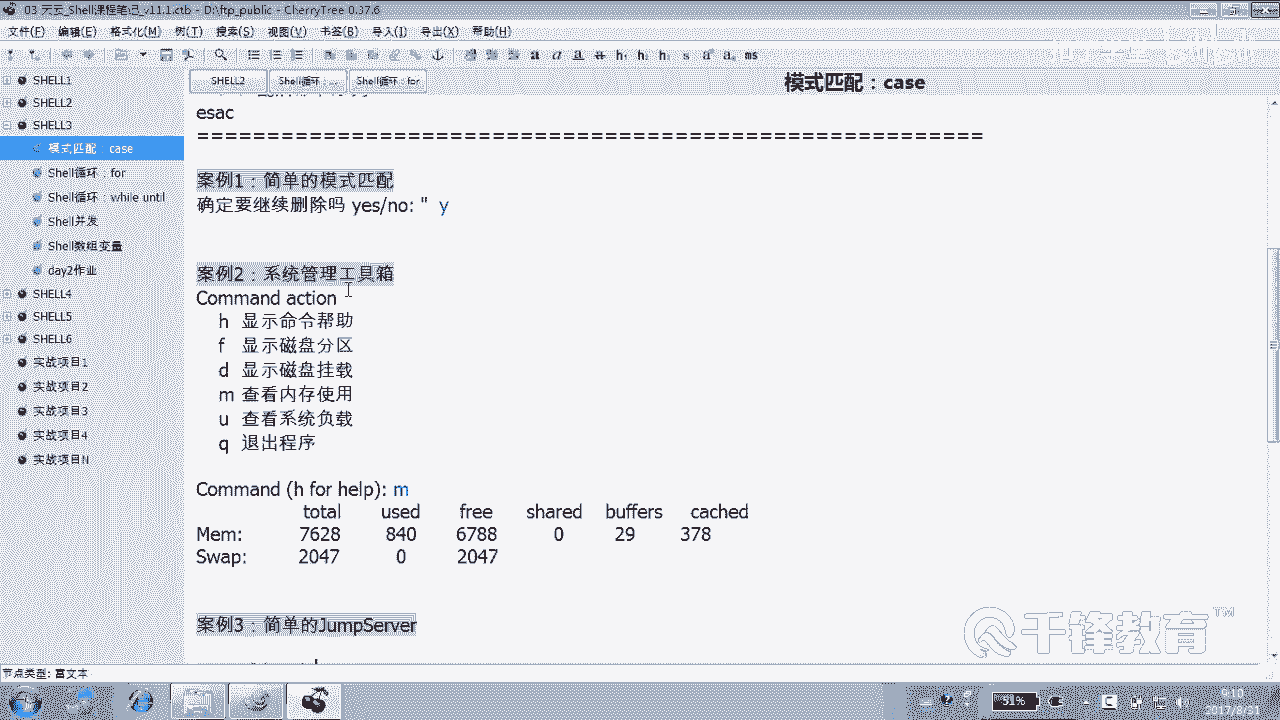 03 天云_Shell课程笔记_v11.1.ctb - D:\ftp_public - CherryTree 0.37.6
文件(F) 编辑(E) 格式化(M) 树(T) 搜索(S) 视图(V) 书签(B) 导入(I) 导出(X) 帮助(H)
SHELL1
SHELL2
SHELL3
模式匹配：case
Shell循环：for
Shell循环：while until
Shell并发
Shell数组变量
day2作业
SHELL4
SHELL5
SHELL6
实战项目1
实战项目2
实战项目3
实战项目4
实战项目N
SHELL2 Shell循环：... Shell循环：for
模式匹配：case
esac
========================================================
案例1：简单的模式匹配
确定要继续删除吗 yes/no: " y
案例2：系统管理工具箱
Command action
h 显示命令帮助
f 显示磁盘分区
d 显示磁盘挂载
m 查看内存使用
u 查看系统负载
q 退出程序
Command (h for help): m
total used free shared buffers cached
Mem: 7628 840 6788 0 29 378
Swap: 2047 0 2047
案例3：简单的JumpServer
千锋教育™
节点类型: 富文本
51%
9:10
2017/8/31